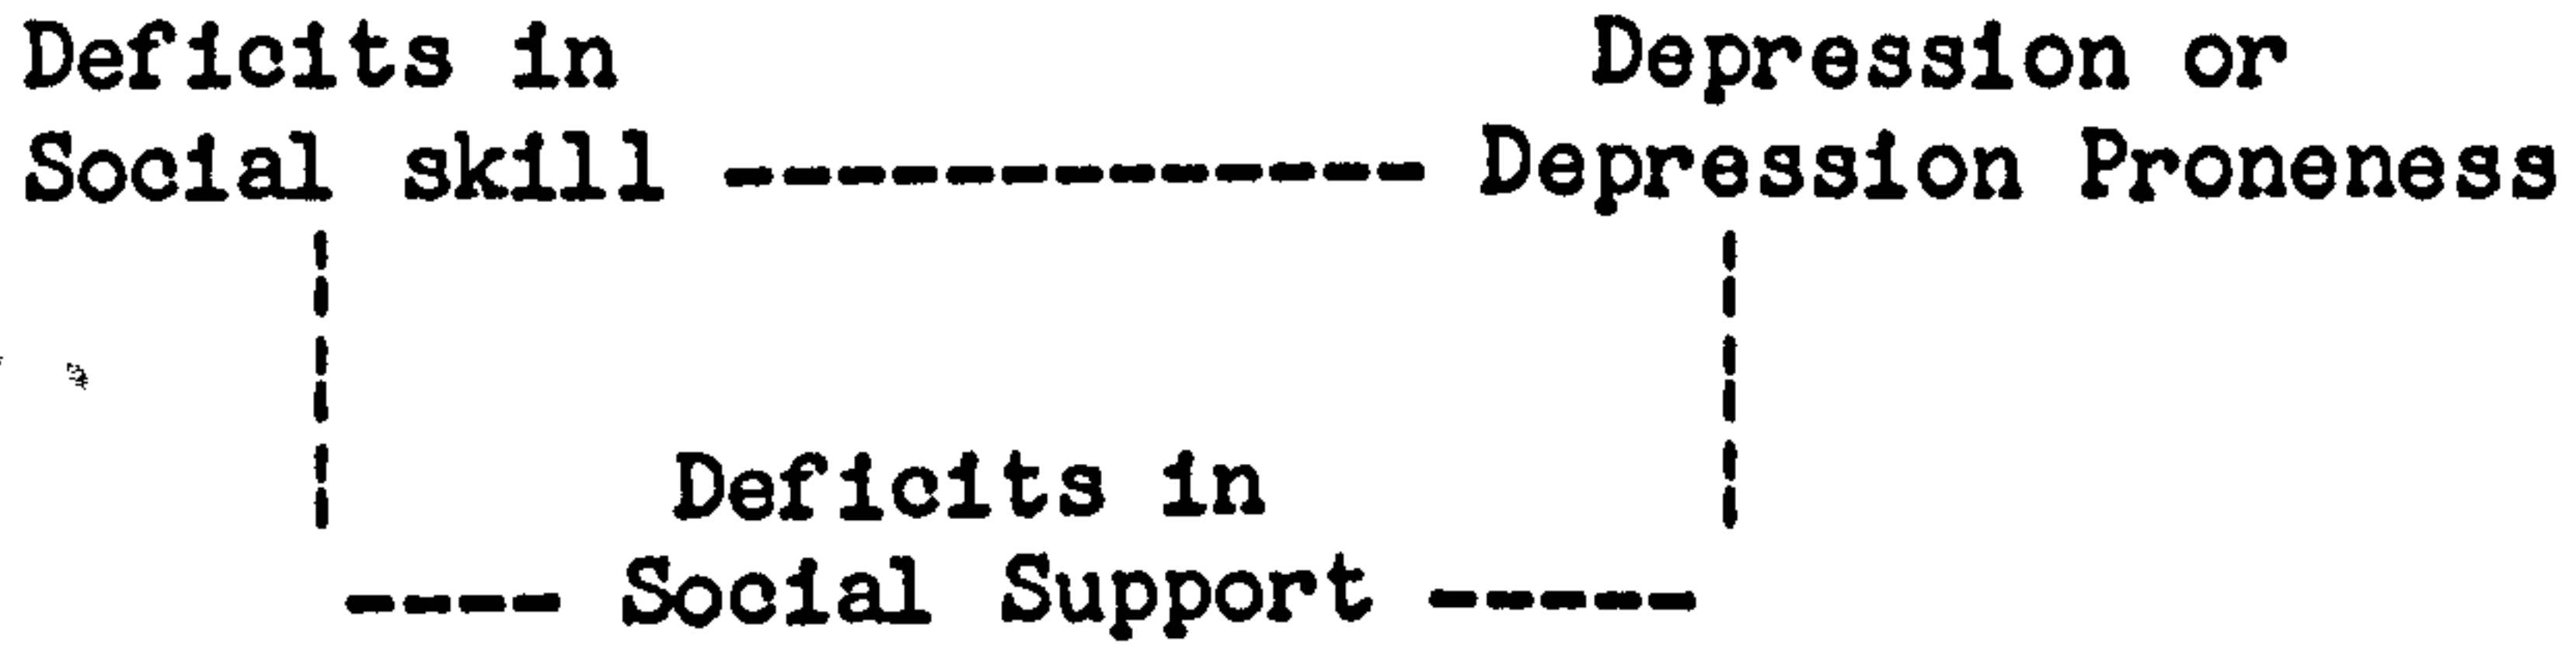 Deficits in
Depression or
Social skill -------------- Depression Proneness
Deficits in
---- Social Support -----